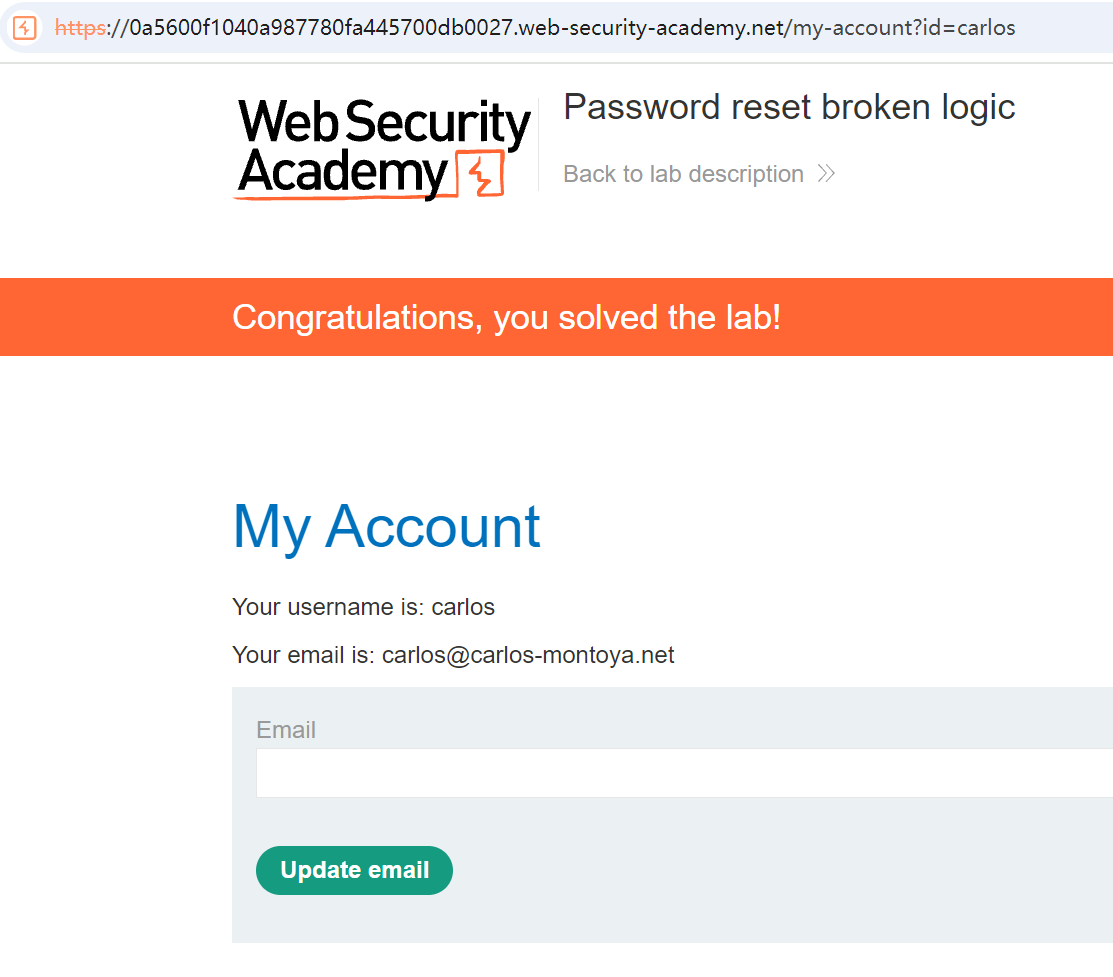 https://0a5600f1040a987780fa445700db0027.web-security-academy.net/my-account?id=carlos
Web Security
Academy
Password reset broken logic
Back to lab description
Congratulations, you solved the lab!
My Account
Your username is: carlos
Your email is: carlos@carlos-montoya.net
Email
Update email